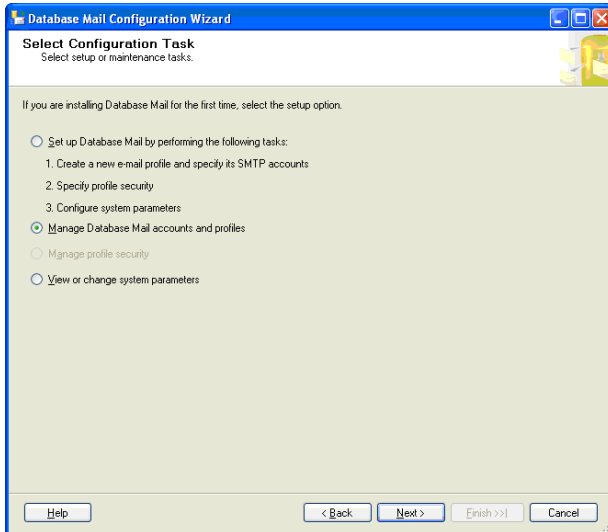 Database Mail Configuration Wizard
Select Configuration Task
Select setup or maintenance tasks.
If you are installing Database Mail for the first time, select the setup option.
Set up Database Mail by performing the following tasks:
1. Create a new e-mail profile and specify its SMTP accounts
2. Specify profile security
3. Configure system parameters
Manage Database Mail accounts and profiles
Manage profile security
View or change system parameters
Help
< Back
Next >
Finish >>|
Cancel